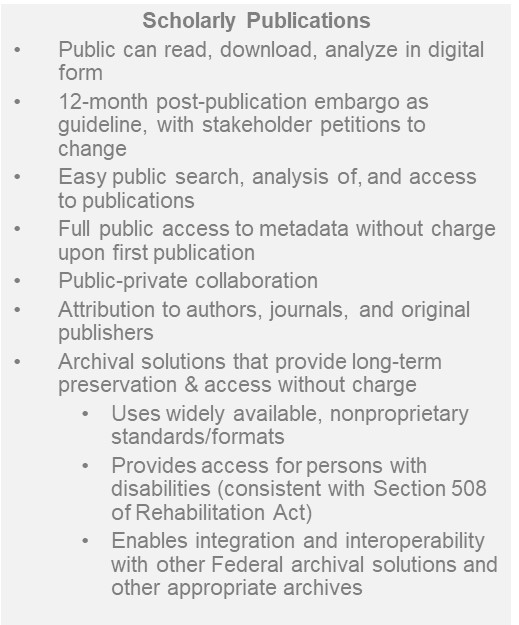 Scholarly Publications
• Public can read, download, analyze in digital
form
• 12-month post-publication embargo as
guideline, with stakeholder petitions to
change
• Easy public search, analysis of, and access
to publications
• Full public access to metadata without charge
upon first publication
• Public-private collaboration
• Attribution to authors, journals, and original
publishers
• Archival solutions that provide long-term
preservation & access without charge
• Uses widely available, nonproprietary
standards/formats
• Provides access for persons with
disabilities (consistent with Section 508
of Rehabilitation Act)
• Enables integration and interoperability
with other Federal archival solutions and
other appropriate archives